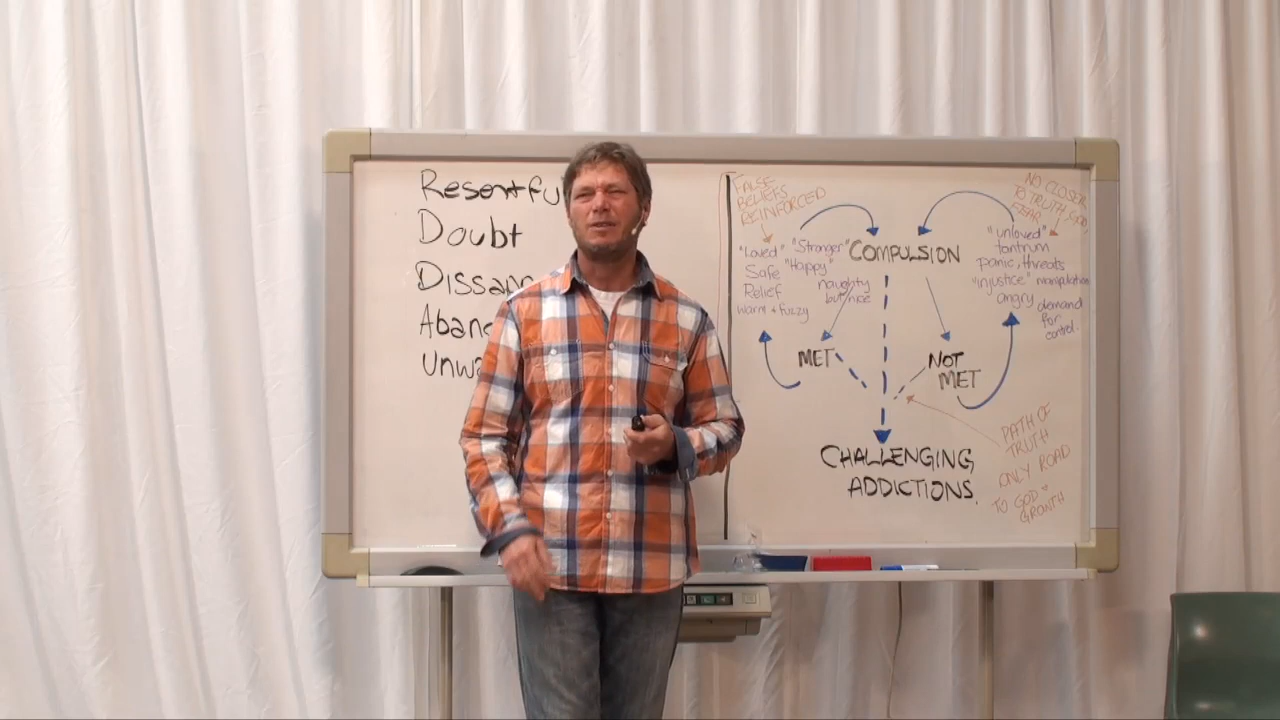 Resentfu
Doubt
Dissap
Aban
Unw
FALSE
BELIEFS
REINFORCED
"Loved"
Safe
Relief
warm + fuzzy
"Stronger"
"Happy"
naughty
but nice
COMPULSION
NO CLOSER
TO TRUTH, GOD,
FEAR
"unloved"
tantrum
panic, threats
"injustice" manipulation
angry demand
for
control.
MET
NOT
MET
CHALLENGING
ADDICTIONS.
PATH OF
TRUTH
ONLY ROAD
TO GOD +
GROWTH